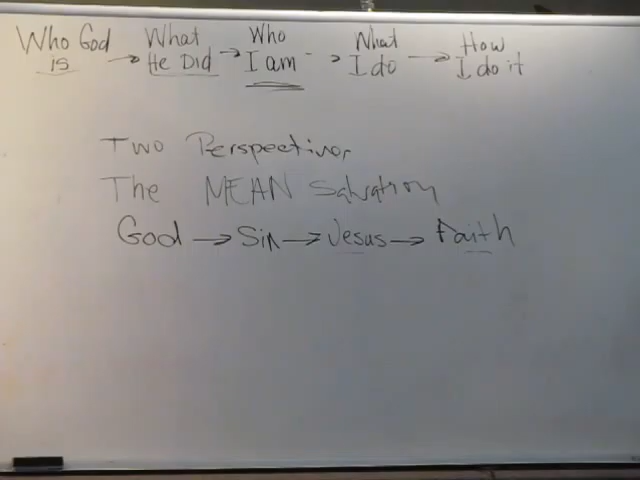 Who God is → What He Did → Who I am → What I do → How I do it
Two Perspectives
The MEAN Salvation
God → Sin → Jesus → Faith